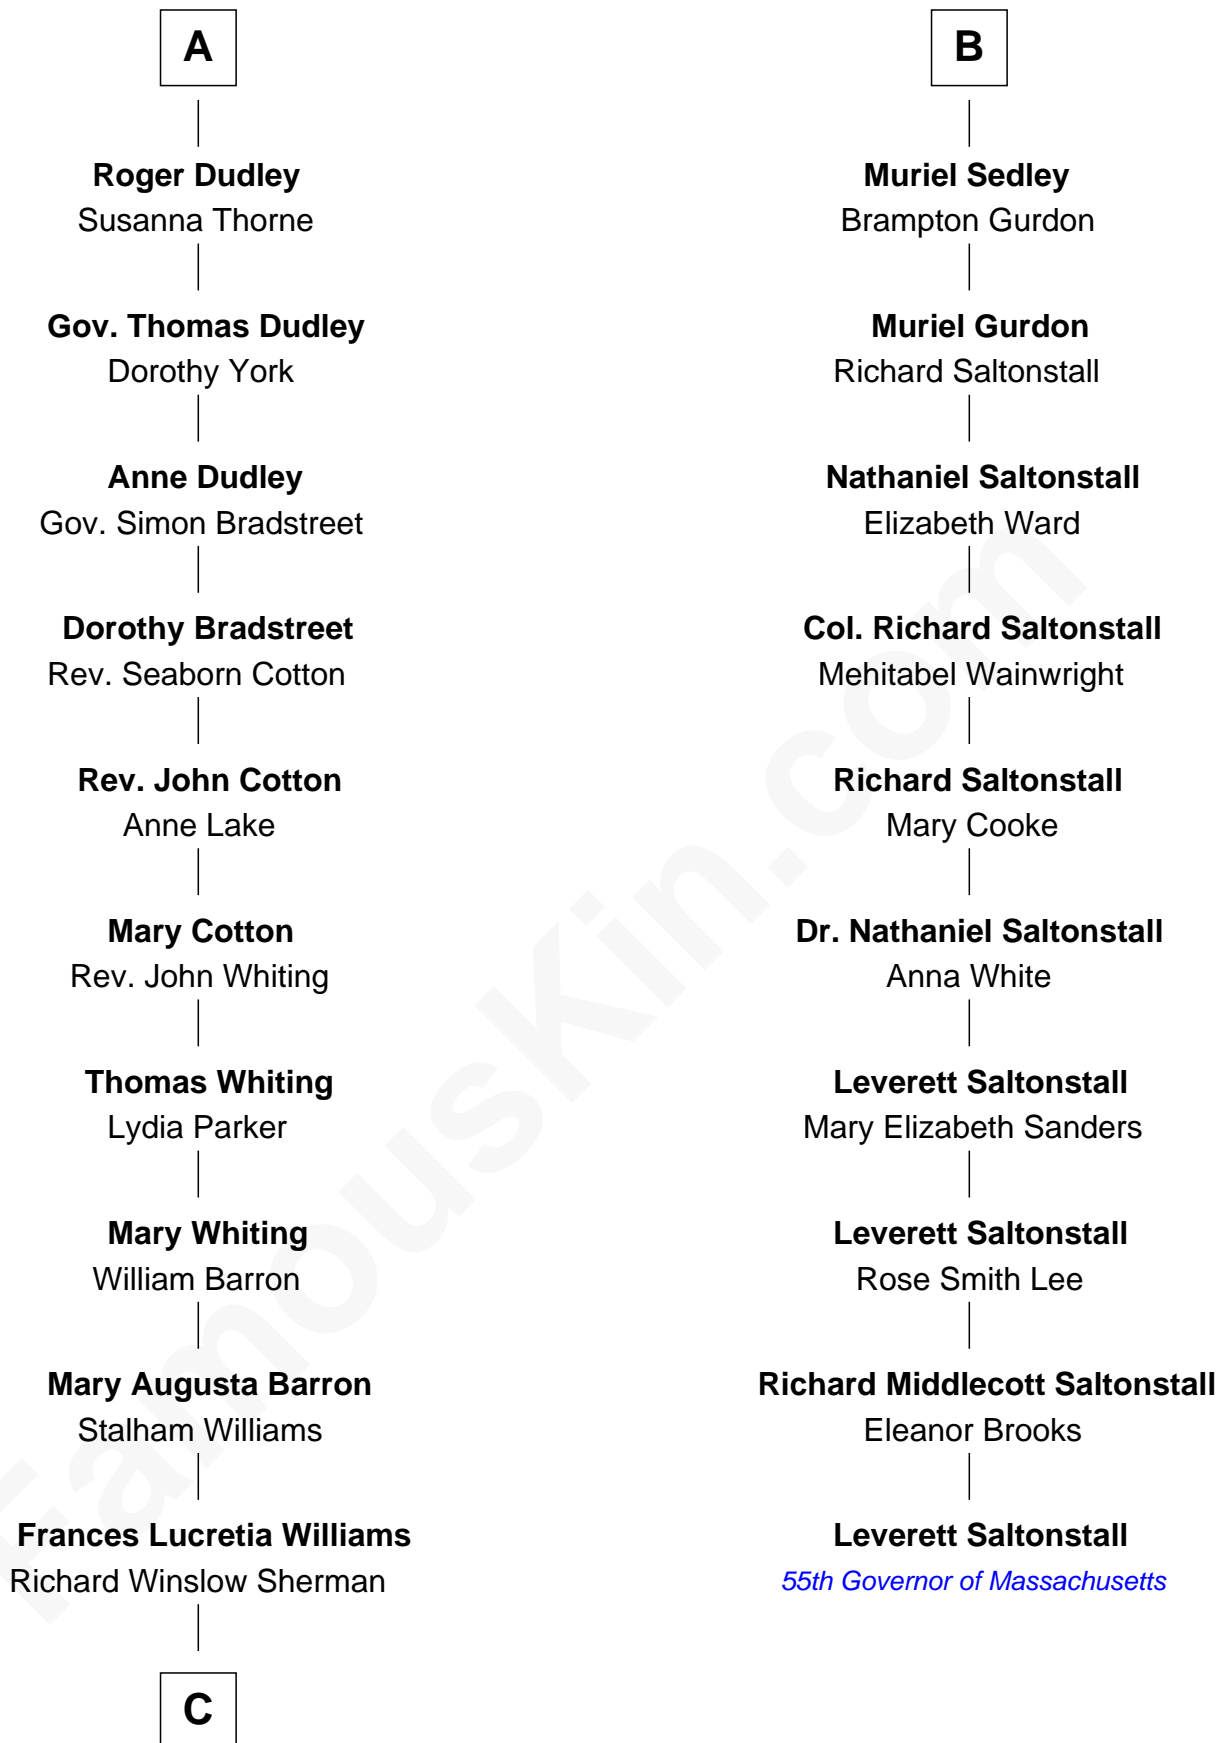 A
Roger Dudley
Susanna Thorne
Gov. Thomas Dudley
Dorothy York
Anne Dudley
Gov. Simon Bradstreet
Dorothy Bradstreet
Rev. Seaborn Cotton
Rev. John Cotton
Anne Lake
Mary Cotton
Rev. John Whiting
Thomas Whiting
Lydia Parker
Mary Whiting
William Barron
Mary Augusta Barron
Stalham Williams
Frances Lucretia Williams
Richard Winslow Sherman
C
B
Muriel Sedley
Brampton Gurdon
Muriel Gurdon
Richard Saltonstall
Nathaniel Saltonstall
Elizabeth Ward
Col. Richard Saltonstall
Mehitabel Wainwright
Richard Saltonstall
Mary Cooke
Dr. Nathaniel Saltonstall
Anna White
Leverett Saltonstall
Mary Elizabeth Sanders
Leverett Saltonstall
Rose Smith Lee
Richard Middlecott Saltonstall
Eleanor Brooks
Leverett Saltonstall
55th Governor of Massachusetts
FamousKin.com